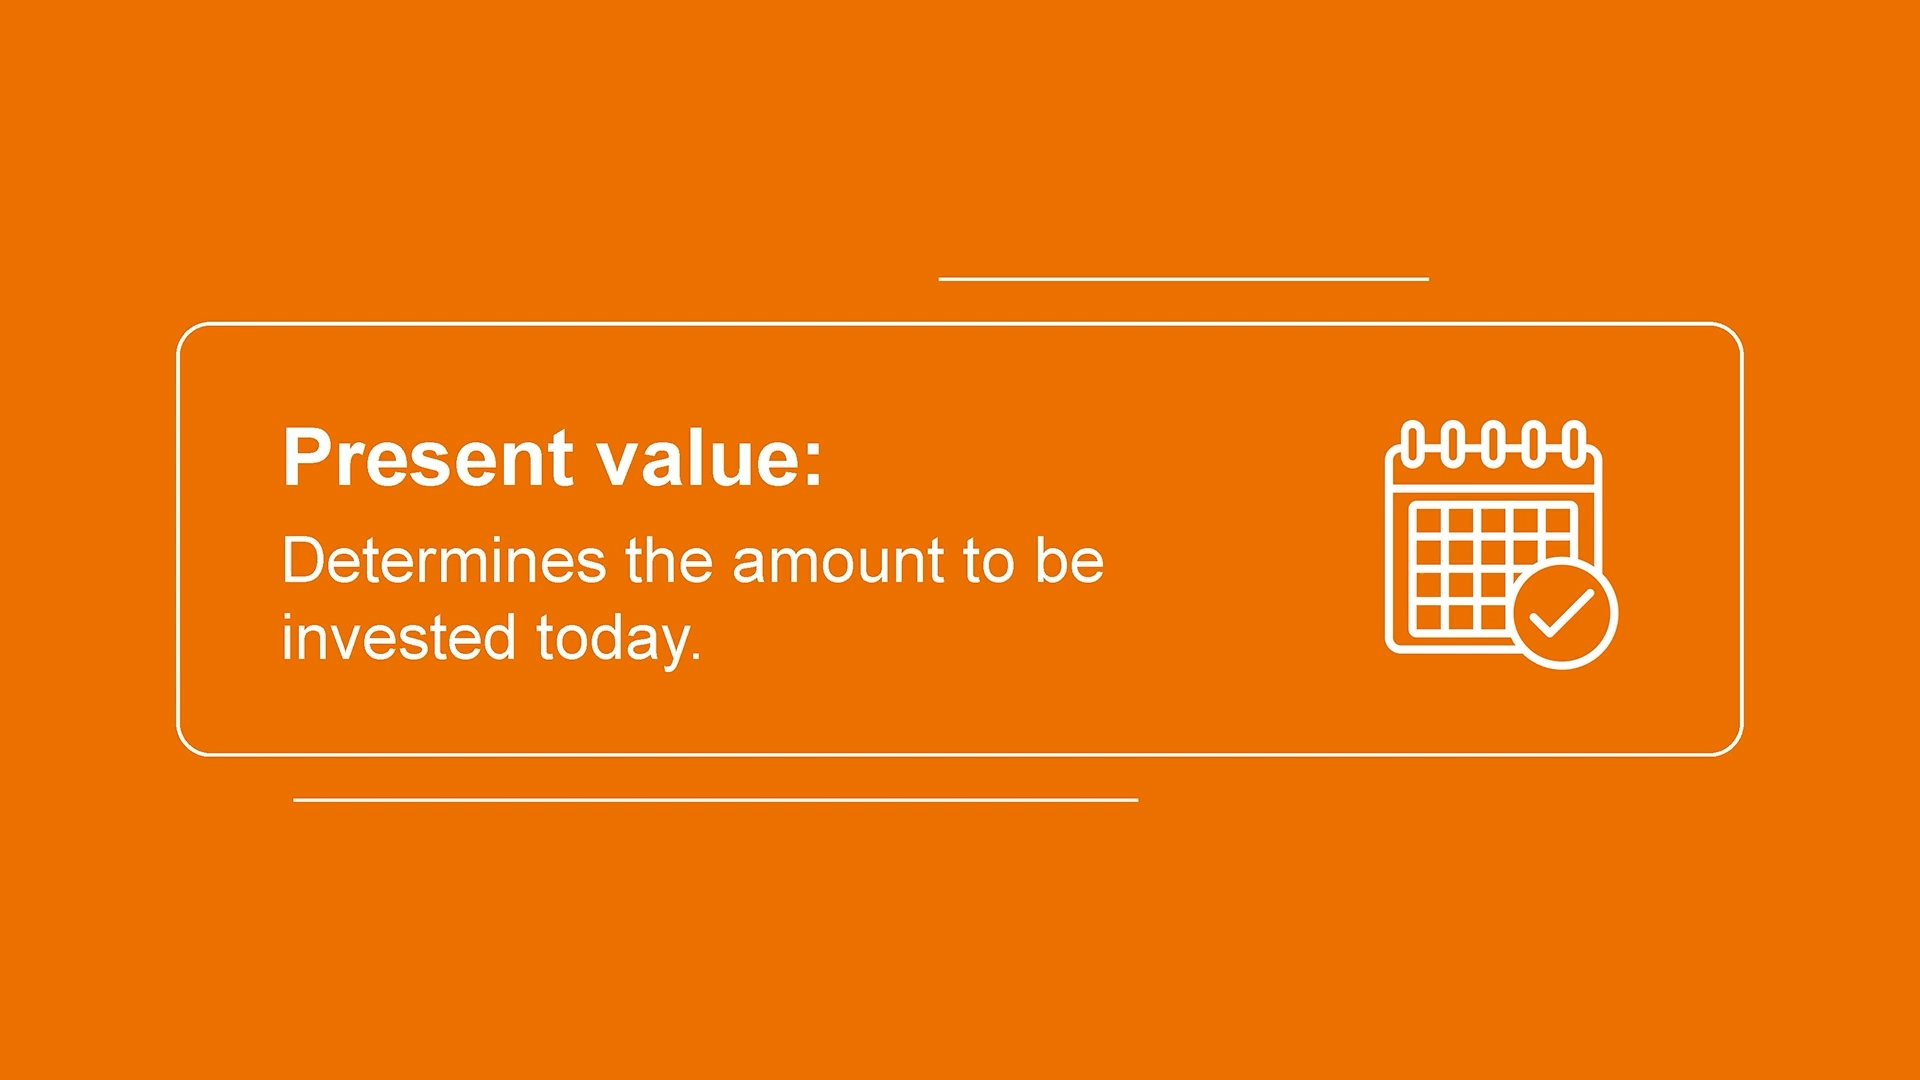 Present value:
Determines the amount to be
invested today.